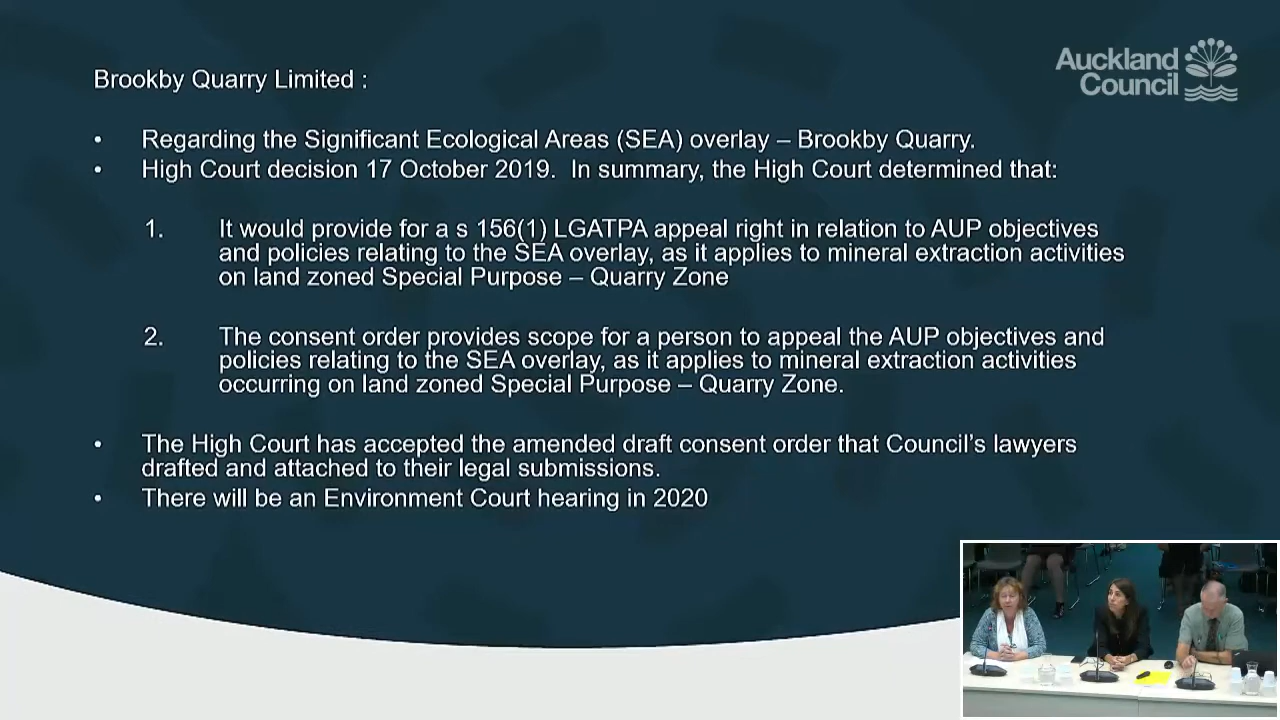 Auckland
Council
Brookby Quarry Limited :
• Regarding the Significant Ecological Areas (SEA) overlay – Brookby Quarry.
• High Court decision 17 October 2019. In summary, the High Court determined that:
1. It would provide for a s 156(1) LGATPA appeal right in relation to AUP objectives
and policies relating to the SEA overlay, as it applies to mineral extraction activities
on land zoned Special Purpose – Quarry Zone
2. The consent order provides scope for a person to appeal the AUP objectives and
policies relating to the SEA overlay, as it applies to mineral extraction activities
occurring on land zoned Special Purpose – Quarry Zone.
• The High Court has accepted the amended draft consent order that Council’s lawyers
drafted and attached to their legal submissions.
• There will be an Environment Court hearing in 2020